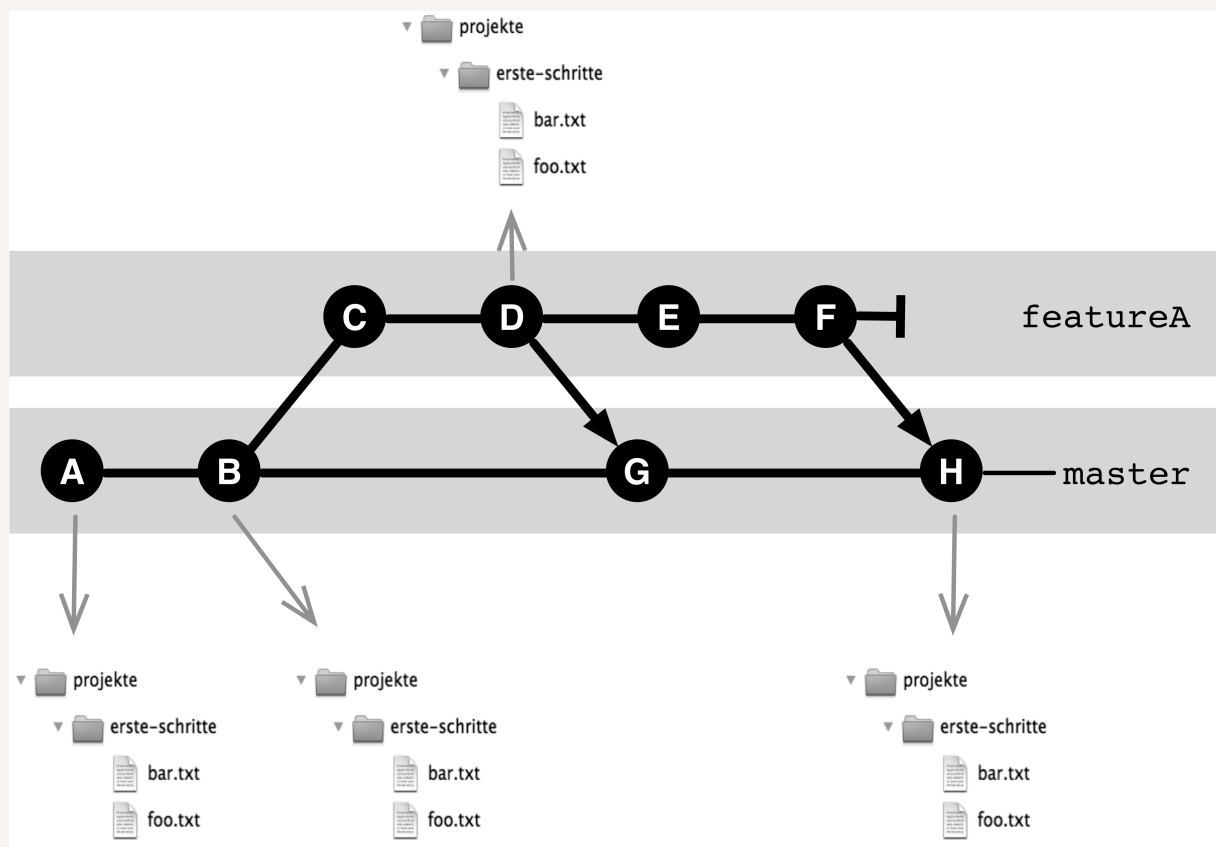 projekte
erste-schritte
bar.txt
foo.txt
C D E F featureA
A B G H master
projekte projekte projekte
erste-schritte erste-schritte erste-schritte
bar.txt bar.txt bar.txt
foo.txt foo.txt foo.txt